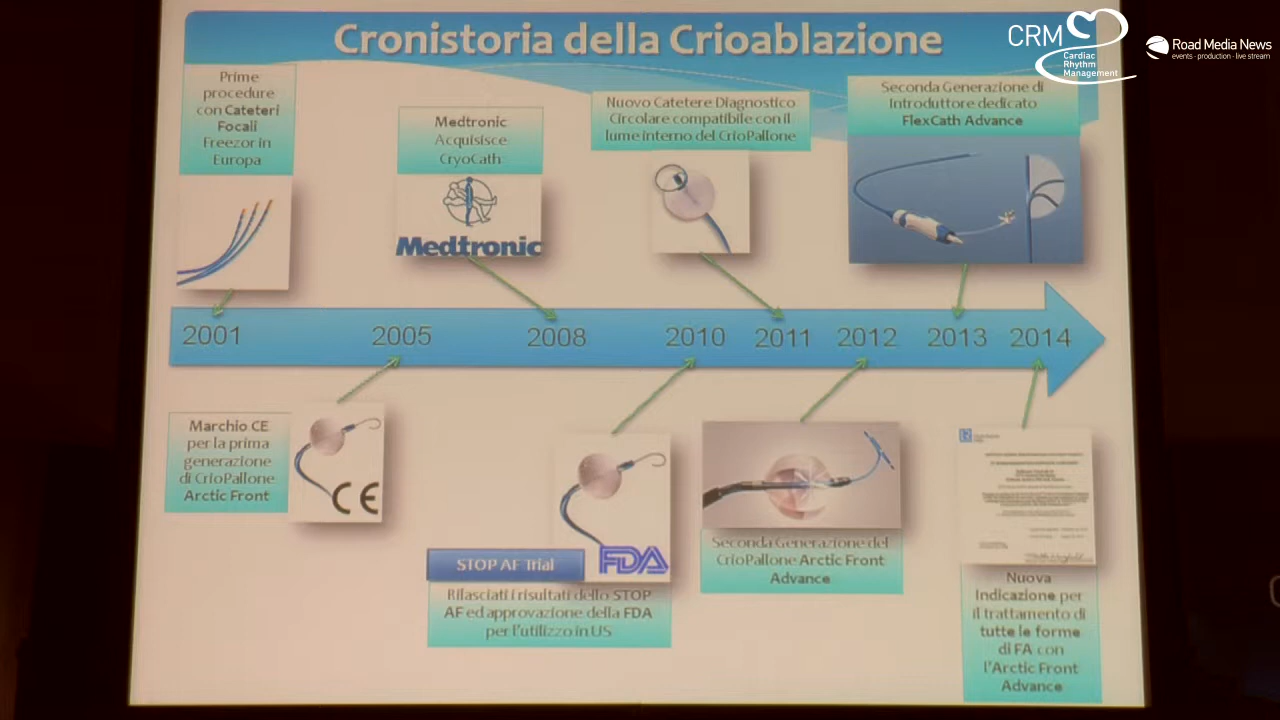 Cronistoria della Crioablazione
CRM
Cardiac
Rhythm
Management
Road Media News
events - production - live stream
Prime
procedure
con Cateteri
Focali
Freezor in
Europa
Medtronic
Acquisisce
CryoCath
Medtronic
Nuovo Catetere Diagnostico
Circolare compatibile con il
lume interno del CrioPallone
Seconda Generazione di
Introduttore dedicato
FlexCath Advance
2001 2005 2008 2010 2011 2012 2013 2014
Marchio CE
per la prima
generazione
di CrioPallone
Arctic Front
CE
STOP AF Trial
FDA
Rilasciati i risultati dello STOP
AF ed approvazione della FDA
per l'utilizzo in US
Seconda Generazione del
CrioPallone Arctic Front
Advance
Nuova
Indicazione per
il trattamento di
tutte le forme
di FA con
l'Arctic Front
Advance